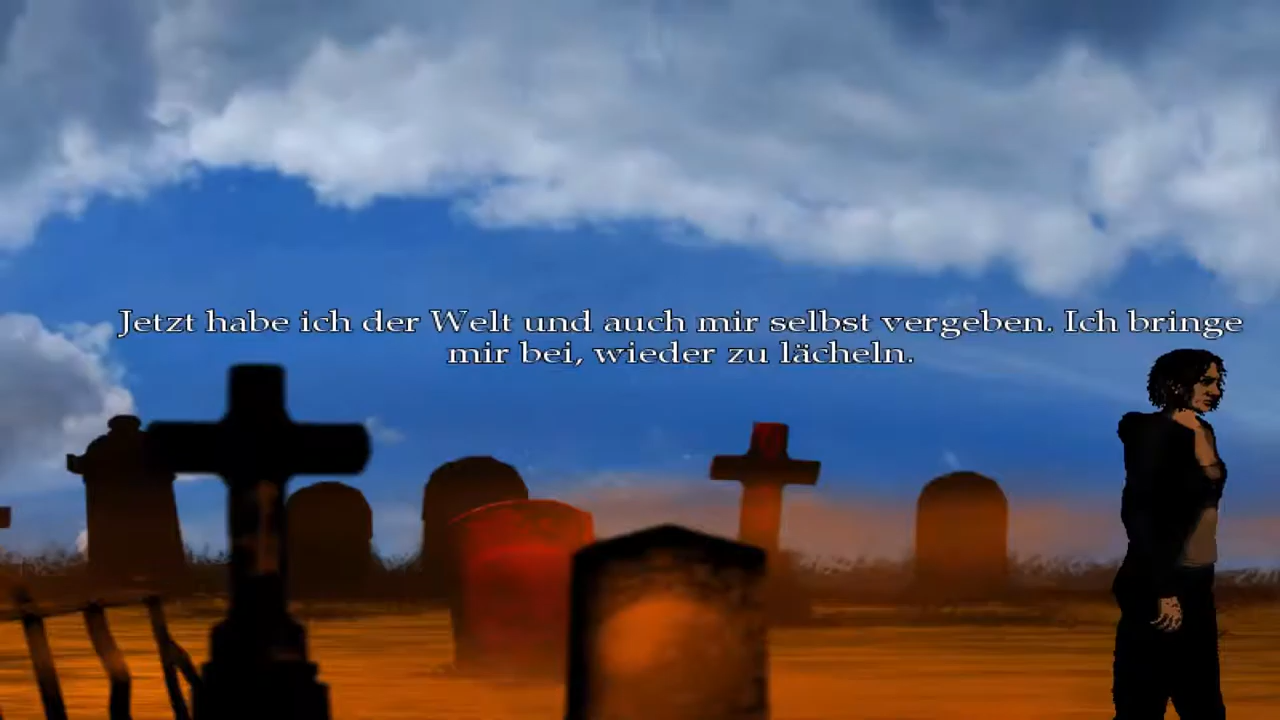 Jetzt habe ich der Welt und auch mir selbst vergeben. Ich bringe
mir bei, wieder zu lächeln.